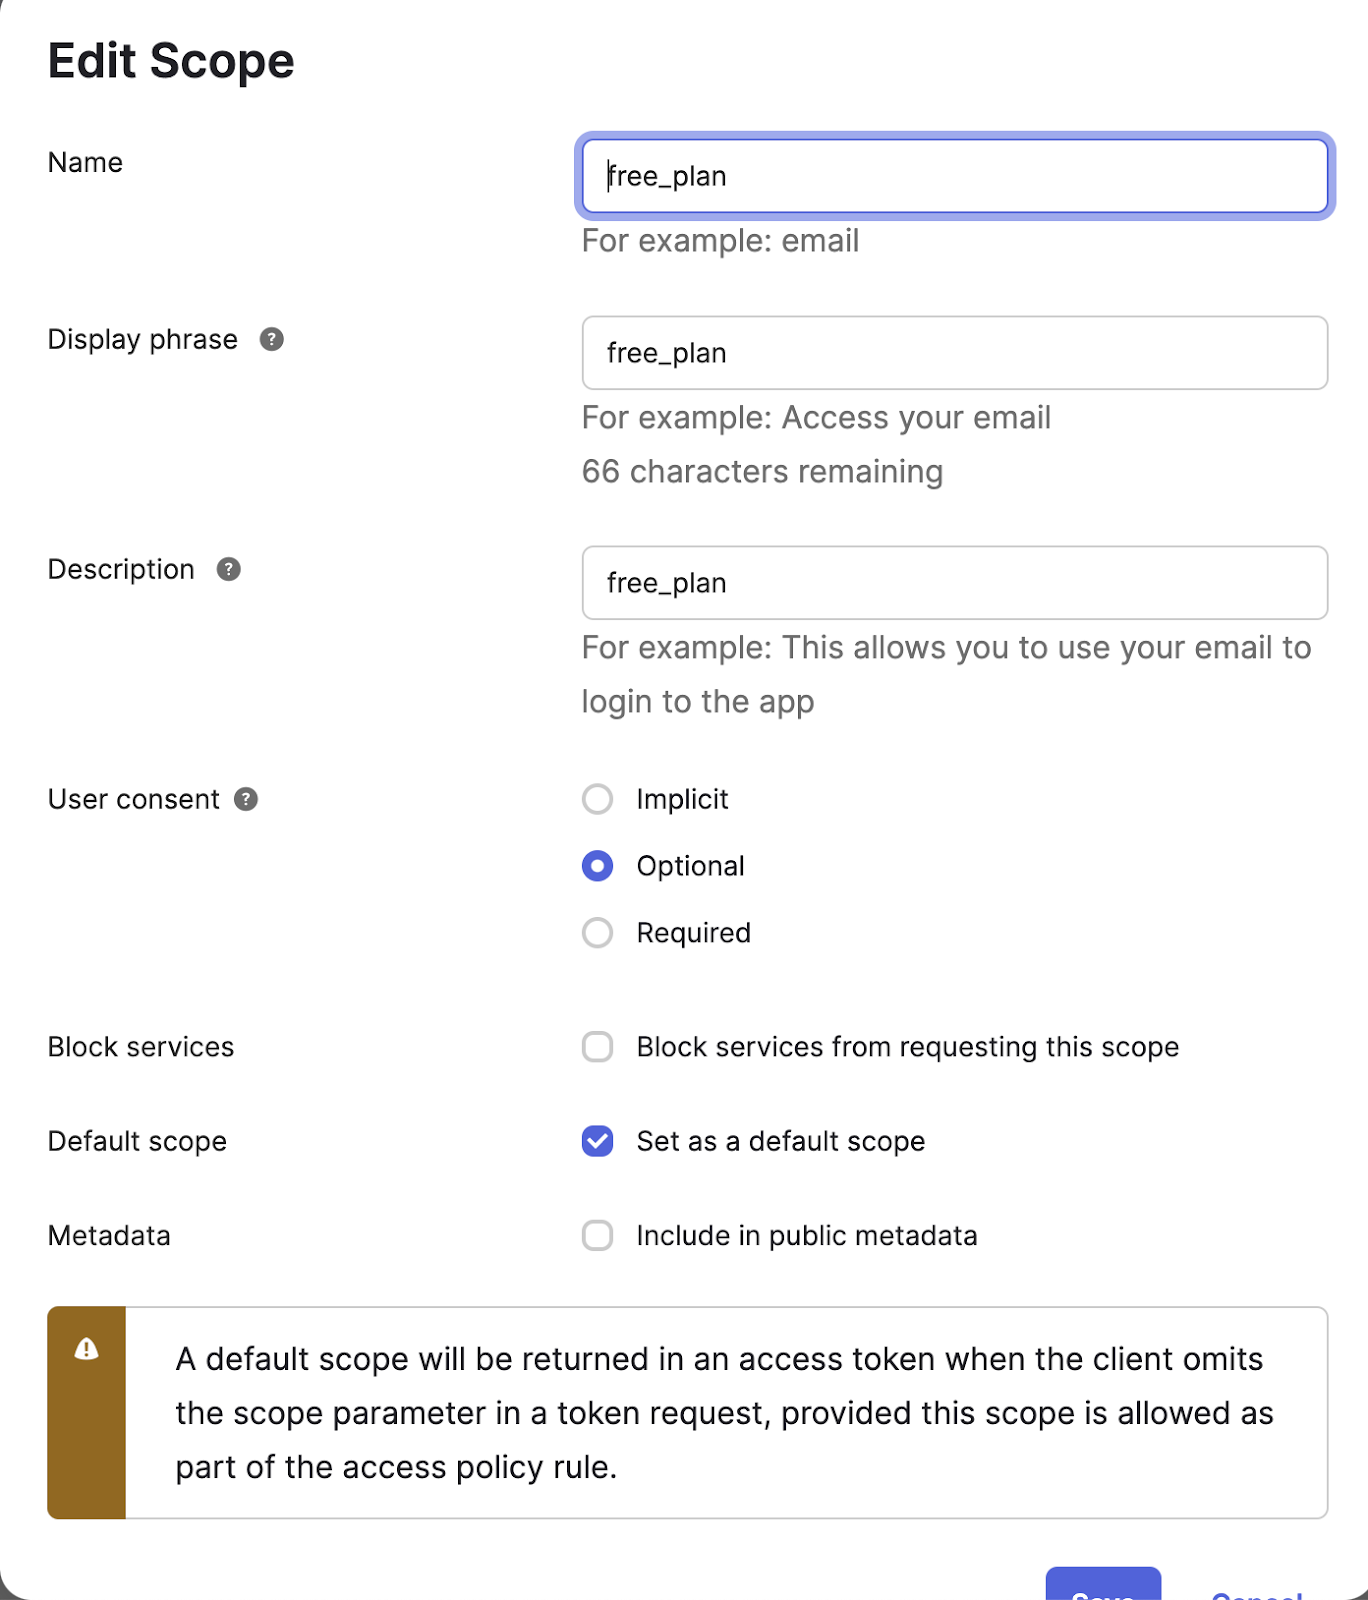 Edit Scope
Name
free_plan
For example: email
Display phrase ?
free_plan
For example: Access your email
66 characters remaining
Description ?
free_plan
For example: This allows you to use your email to
login to the app
User consent ?
Implicit
Optional
Required
Block services
Block services from requesting this scope
Default scope
Set as a default scope
Metadata
Include in public metadata
A default scope will be returned in an access token when the client omits
the scope parameter in a token request, provided this scope is allowed as
part of the access policy rule.
Save
Cancel